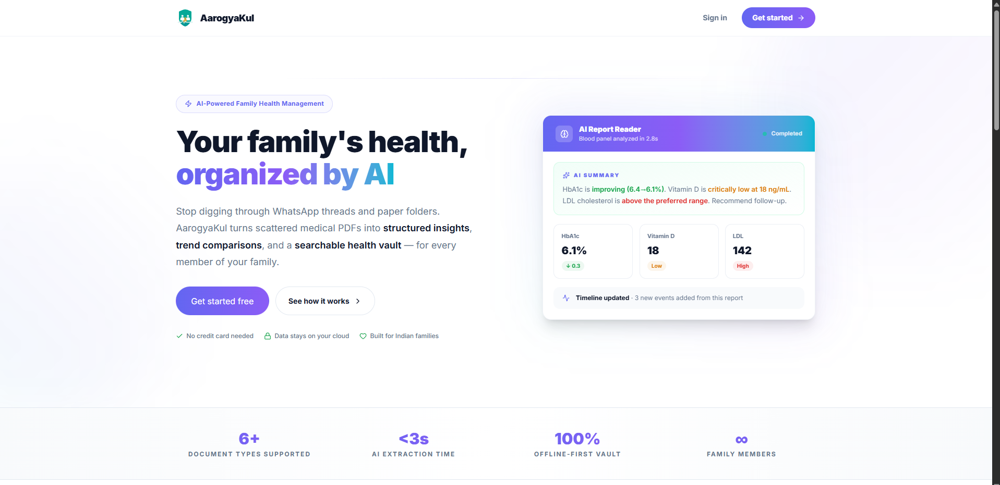 AarogyaKul
Sign in
Get started →
AI-Powered Family Health Management
Your family's health,
organized by AI
Stop digging through WhatsApp threads and paper folders.
AarogyaKul turns scattered medical PDFs into structured insights,
trend comparisons, and a searchable health vault — for every
member of your family.
Get started free
See how it works
No credit card needed
Data stays on your cloud
Built for Indian families
AI Report Reader
Blood panel analyzed in 2.8s
Completed
AI SUMMARY
HbA1c is improving (6.4→6.1%). Vitamin D is critically low at 18 ng/mL.
LDL cholesterol is above the preferred range. Recommend follow-up.
HbA1c
6.1%
↓ 0.3
Vitamin D
18
Low
LDL
142
High
Timeline updated · 3 new events added from this report
6+
DOCUMENT TYPES SUPPORTED
<3s
AI EXTRACTION TIME
100%
OFFLINE-FIRST VAULT
∞
FAMILY MEMBERS